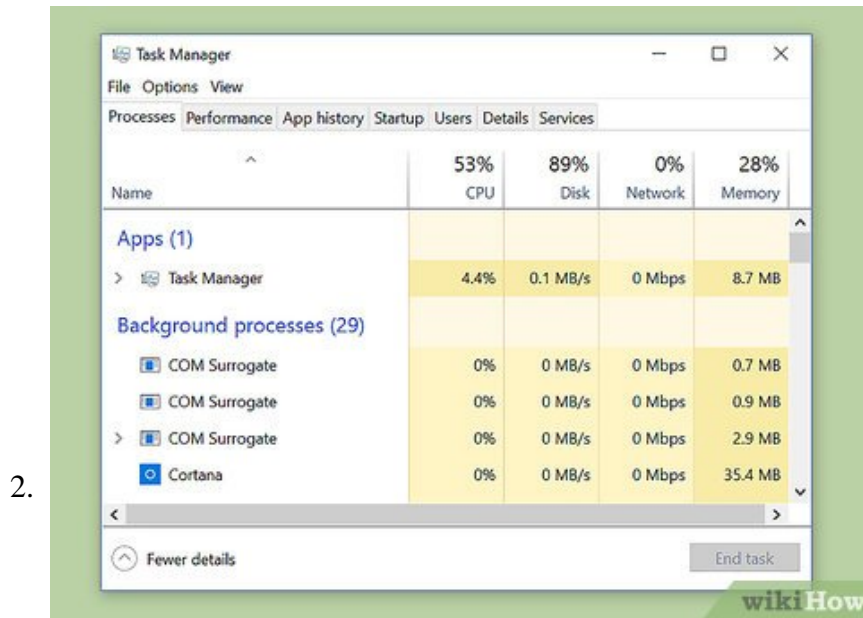 Task Manager
File Options View
Processes Performance App history Startup Users Details Services
53% 89% 0% 28%
Name CPU Disk Network Memory
Apps (1)
Task Manager 4.4% 0.1 MB/s 0 Mbps 8.7 MB
Background processes (29)
COM Surrogate 0% 0 MB/s 0 Mbps 0.7 MB
COM Surrogate 0% 0 MB/s 0 Mbps 0.9 MB
COM Surrogate 0% 0 MB/s 0 Mbps 2.9 MB
2.
Cortana 0% 0 MB/s 0 Mbps 35.4 MB
Fewer details End task
wikiHow